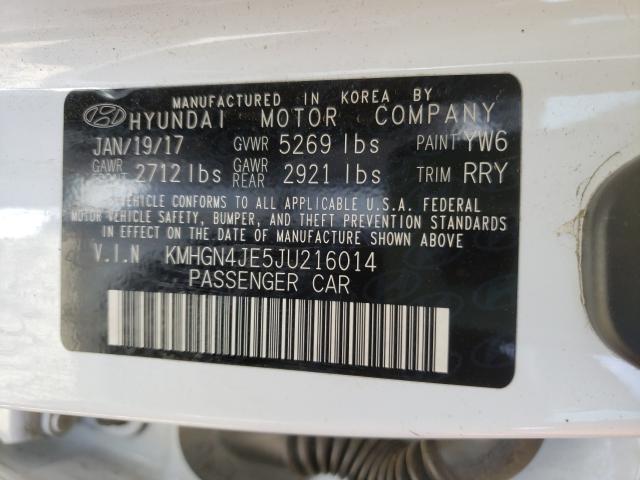 MANUFACTURED IN KOREA BY
HYUNDAI MOTOR COMPANY
JAN/19/17 GVWR 5269 lbs PAINT YW6
GAWR FRONT 2712 lbs GAWR REAR 2921 lbs TRIM RRY
THIS VEHICLE CONFORMS TO ALL APPLICABLE U.S.A. FEDERAL
MOTOR VEHICLE SAFETY, BUMPER, AND THEFT PREVENTION STANDARDS
IN EFFECT ON THE DATE OF MANUFACTURE SHOWN ABOVE
V.I.N KMHGN4JE5JU216014
PASSENGER CAR